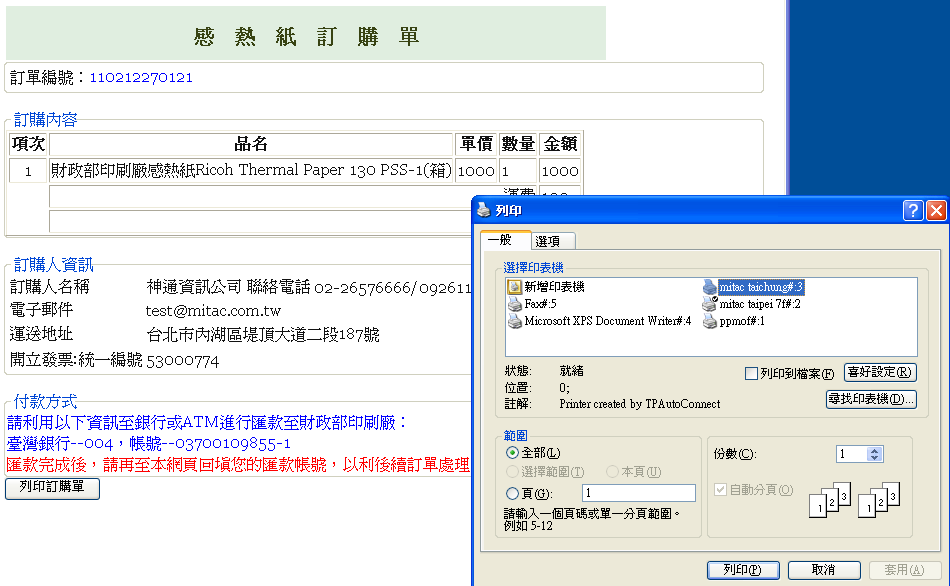 感 熱 紙 訂 購 單
訂單編號：110212270121
訂購內容
項次 品名 單價 數量 金額
1 財政部印刷廠感熱紙Ricoh Thermal Paper 130 PSS-1(箱) 1000 1 1000
運費 100
訂購人資訊
訂購人名稱 神通資訊公司 聯絡電話 02-26576666/092611
電子郵件 test@mitac.com.tw
運送地址 台北市內湖區堤頂大道二段187號
開立發票:統一編號 53000774
付款方式
請利用以下資訊至銀行或ATM進行匯款至財政部印刷廠：
臺灣銀行--004，帳號--03700109855-1
匯款完成後，請再至本網頁回填您的匯款帳號，以利後續訂單處理
列印訂購單
列印
一般 選項
選擇印表機
新增印表機 mitac taichung#:3
Fax#:5 mitac taipei 7f#:2
Microsoft XPS Document Writer#:4 ppmof#:1
狀態: 就緒 列印到檔案(F) 喜好設定(R)
位置: 0;
註解: Printer created by TPAutoConnect 尋找印表機(D)...
範圍
全部(L) 份數(C): 1
選擇範圍(T) 本頁(U)
頁(G): 1 自動分頁(O)
請輸入一個頁碼或單一分頁範圍。
例如 5-12
1 2 3 1 2 3
列印(P) 取消 套用(A)